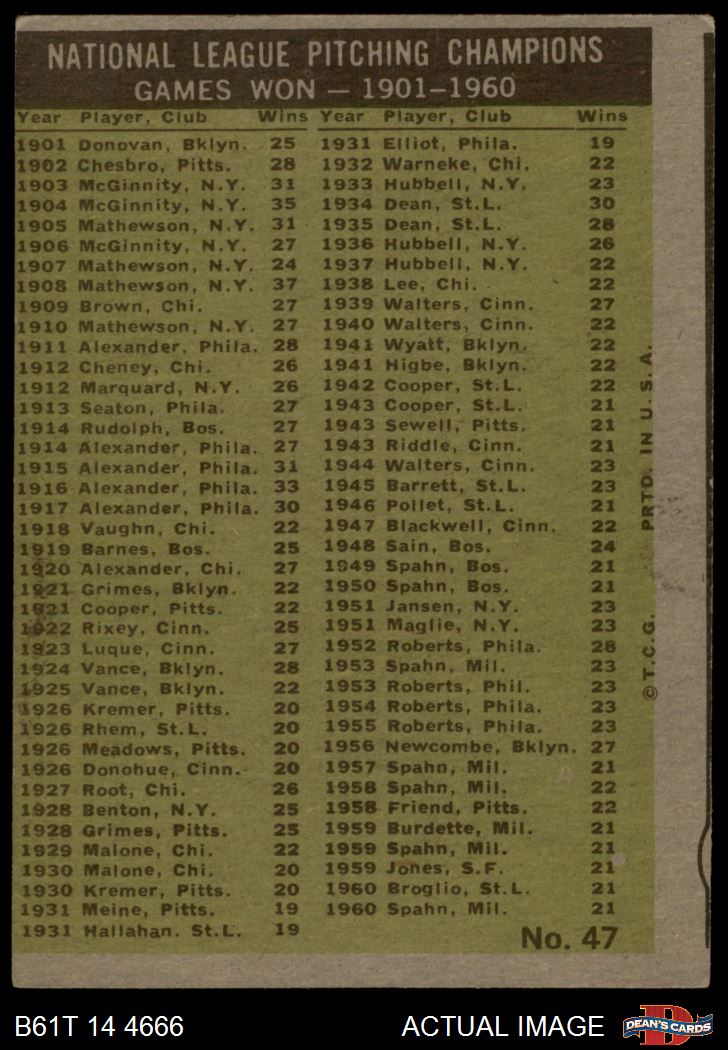 NATIONAL LEAGUE PITCHING CHAMPIONS
GAMES WON — 1901–1960
Year Player, Club Wins
1901 Donovan, Bklyn. 25
1902 Chesbro, Pitts. 28
1903 McGinnity, N.Y. 31
1904 McGinnity, N.Y. 35
1905 Mathewson, N.Y. 31
1906 McGinnity, N.Y. 27
1907 Mathewson, N.Y. 24
1908 Mathewson, N.Y. 37
1909 Brown, Chi. 27
1910 Mathewson, N.Y. 27
1911 Alexander, Phila. 28
1912 Cheney, Chi. 26
1912 Marquard, N.Y. 26
1913 Seaton, Phila. 27
1914 Rudolph, Bos. 27
1914 Alexander, Phila. 27
1915 Alexander, Phila. 31
1916 Alexander, Phila. 33
1917 Alexander, Phila. 30
1918 Vaughn, Chi. 22
1919 Barnes, Bos. 25
1920 Alexander, Chi. 27
1921 Grimes, Bklyn. 22
1921 Cooper, Pitts. 22
1922 Rixey, Cinn. 25
1923 Luque, Cinn. 27
1924 Vance, Bklyn. 28
1925 Vance, Bklyn. 22
1926 Kremer, Pitts. 20
1926 Rhem, St.L. 20
1926 Meadows, Pitts. 20
1926 Donohue, Cinn. 20
1927 Root, Chi. 26
1928 Benton, N.Y. 25
1928 Grimes, Pitts. 25
1929 Malone, Chi. 22
1930 Malone, Chi. 20
1930 Kremer, Pitts. 20
1931 Meine, Pitts. 19
1931 Hallahan, St.L. 19
Year Player, Club Wins
1931 Elliot, Phila. 19
1932 Warneke, Chi. 22
1933 Hubbell, N.Y. 23
1934 Dean, St.L. 30
1935 Dean, St.L. 28
1936 Hubbell, N.Y. 26
1937 Hubbell, N.Y. 22
1938 Lee, Chi. 22
1939 Walters, Cinn. 27
1940 Walters, Cinn. 22
1941 Wyatt, Bklyn. 22
1941 Higbe, Bklyn. 22
1942 Cooper, St.L. 22
1943 Cooper, St.L. 21
1943 Sewell, Pitts. 21
1943 Riddle, Cinn. 21
1944 Walters, Cinn. 23
1945 Barrett, St.L. 23
1946 Pollet, St.L. 21
1947 Blackwell, Cinn. 22
1948 Sain, Bos. 24
1949 Spahn, Bos. 21
1950 Spahn, Bos. 21
1951 Jansen, N.Y. 23
1951 Maglie, N.Y. 23
1952 Roberts, Phila. 28
1953 Spahn, Mil. 23
1953 Roberts, Phil. 23
1954 Roberts, Phila. 23
1955 Roberts, Phila. 23
1956 Newcombe, Bklyn. 27
1957 Spahn, Mil. 21
1958 Spahn, Mil. 22
1958 Friend, Pitts. 22
1959 Burdette, Mil. 21
1959 Spahn, Mil. 21
1959 Jones, S.F. 21
1960 Broglio, St.L. 21
1960 Spahn, Mil. 21
No. 47
© T.C.G. PRTD. IN U.S.A.
B61T 14 4666
ACTUAL IMAGE
D
DEAN'S CARDS